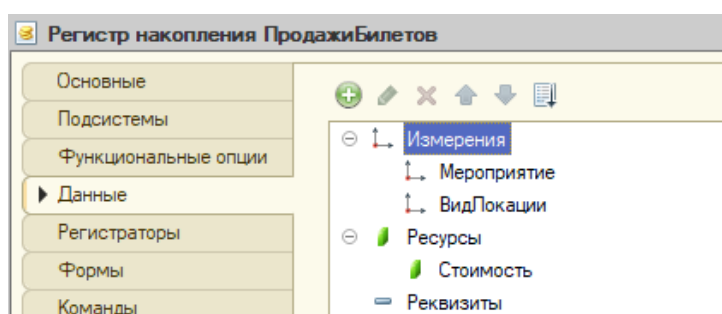 Регистр накопления ПродажиБилетов
Основные
Подсистемы
Функциональные опции
Данные
Регистраторы
Формы
Команды
Измерения
Мероприятие
ВидЛокации
Ресурсы
Стоимость
Реквизиты